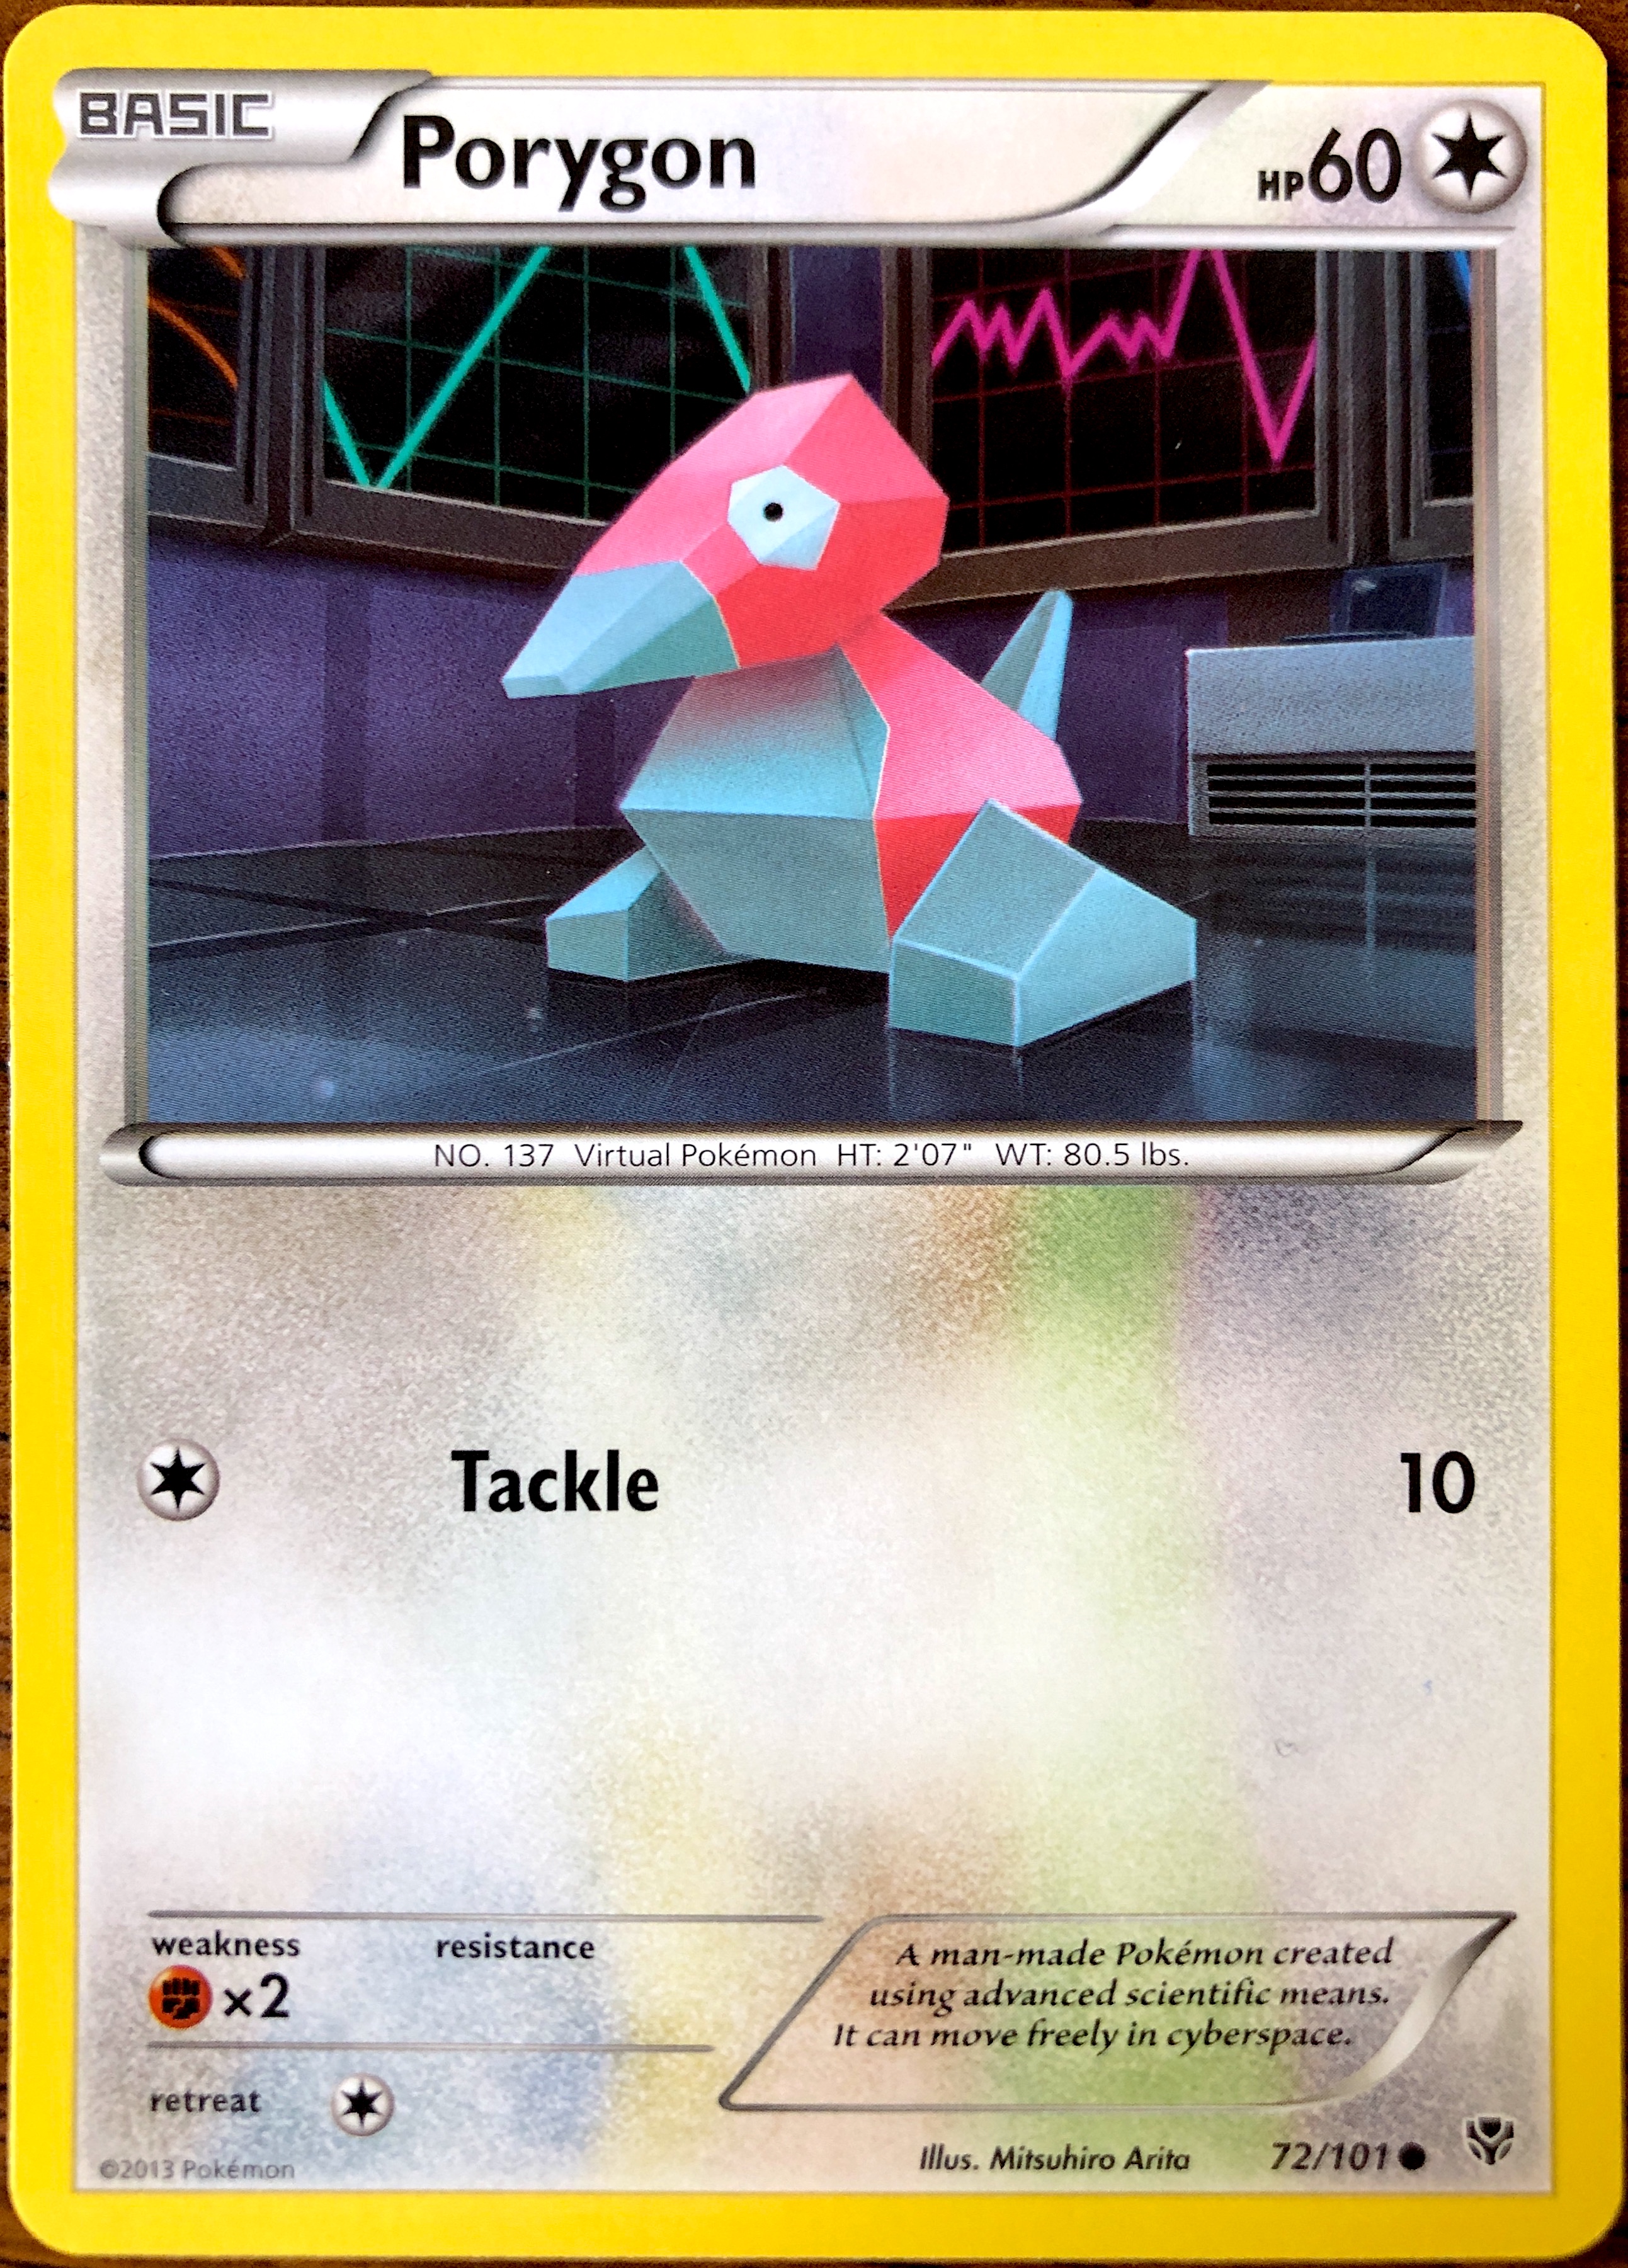 BASIC
Porygon
HP60
NO. 137 Virtual Pokémon HT: 2'07" WT: 80.5 lbs.
Tackle 10
weakness resistance
×2
A man-made Pokémon created
using advanced scientific means.
It can move freely in cyberspace.
retreat
Illus. Mitsuhiro Arita 72/101
©2013 Pokémon